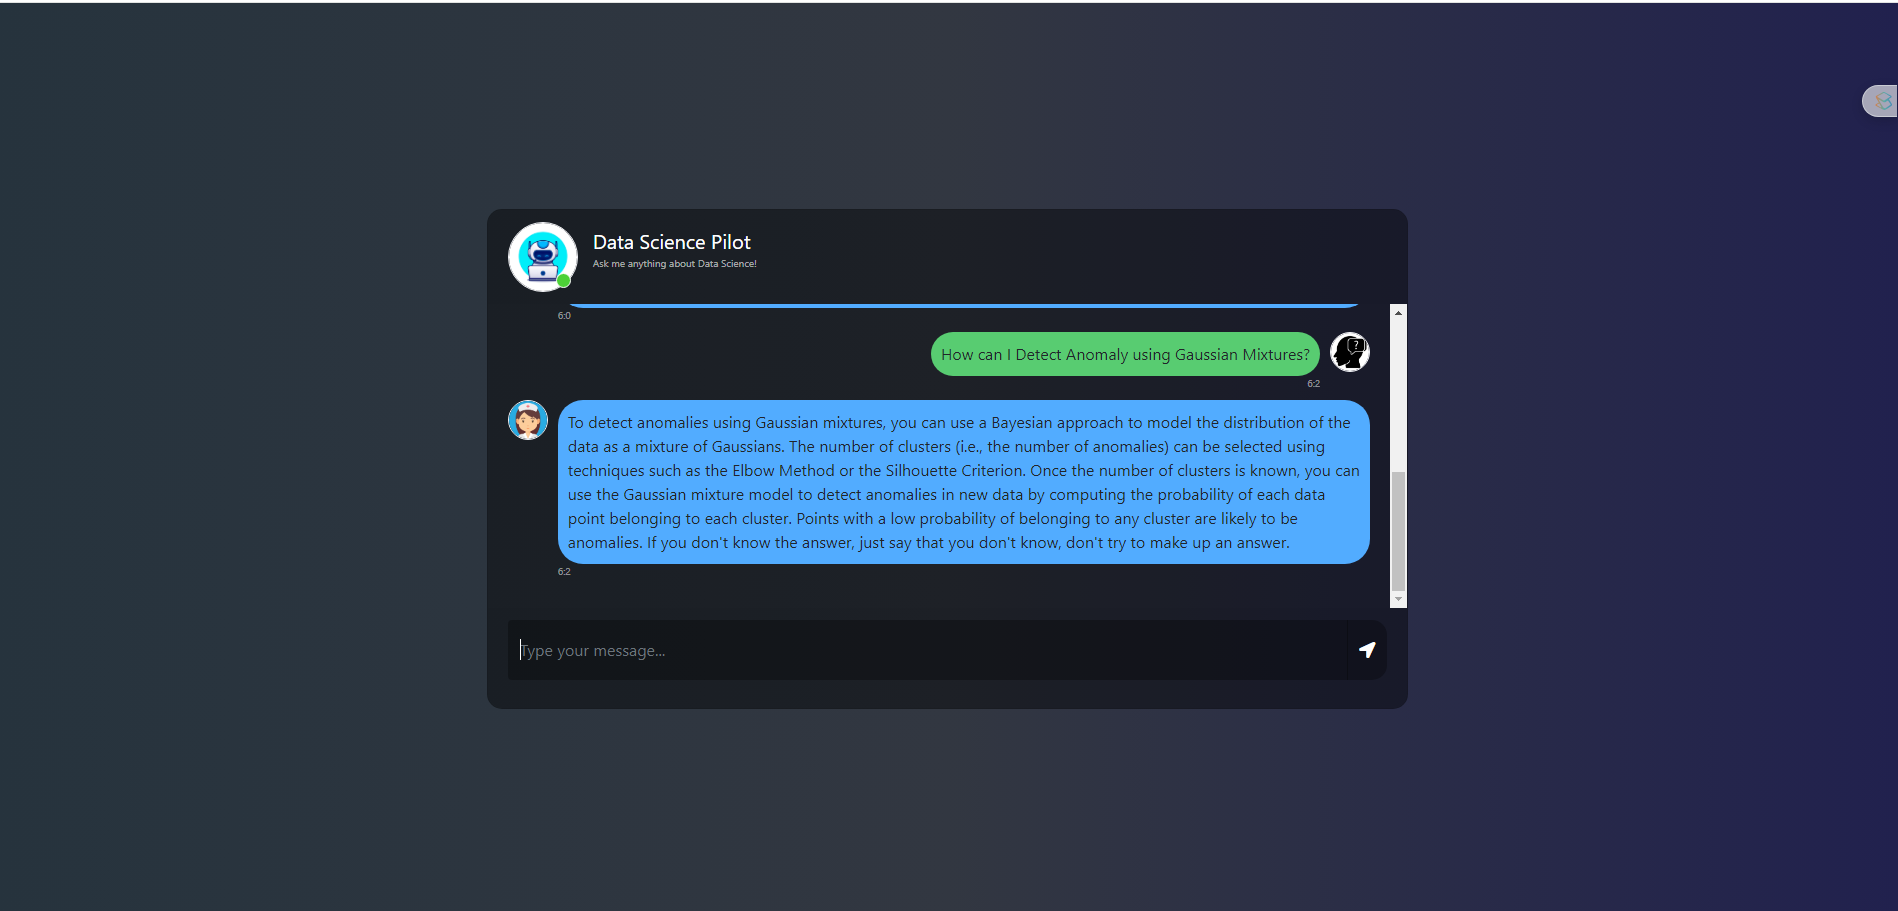 Data Science Pilot
Ask me anything about Data Science!
6:0
How can I Detect Anomaly using Gaussian Mixtures?
?
6:2
To detect anomalies using Gaussian mixtures, you can use a Bayesian approach to model the distribution of the
data as a mixture of Gaussians. The number of clusters (i.e., the number of anomalies) can be selected using
techniques such as the Elbow Method or the Silhouette Criterion. Once the number of clusters is known, you can
use the Gaussian mixture model to detect anomalies in new data by computing the probability of each data
point belonging to each cluster. Points with a low probability of belonging to any cluster are likely to be
anomalies. If you don't know the answer, just say that you don't know, don't try to make up an answer.
6:2
Type your message...